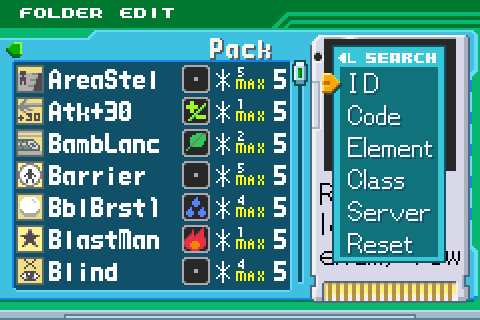 FOLDER EDIT
Pack
AreaStel * 5 MAX 5
Atk+30 * 1 MAX 5
BambLanc * 2 MAX 5
Barrier * 5 MAX 5
BblBrst1 * 4 MAX 5
BlastMan * 1 MAX 5
Blind * 4 MAX 5
L SEARCH
ID
Code
Element
Class
Server
Reset